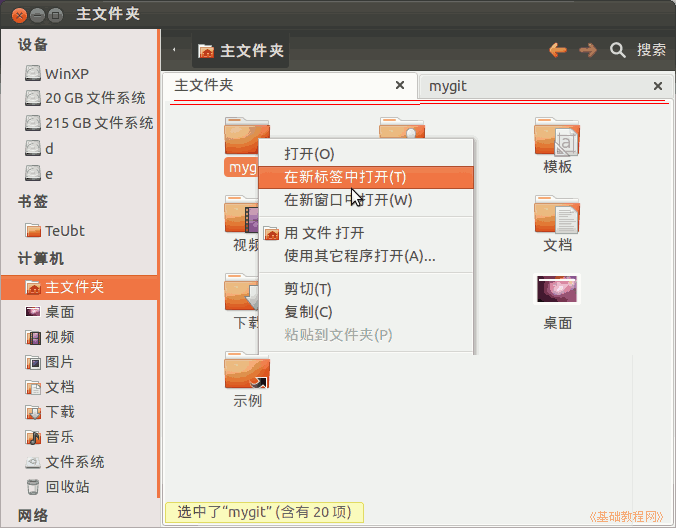 主文件夹
设备
WinXP
20 GB 文件系统
215 GB 文件系统
d
e
书签
TeUbt
计算机
主文件夹
桌面
视频
图片
文档
下载
音乐
文件系统
回收站
网络
主文件夹
搜索
主文件夹
mygit
myg
模板
视频
文档
下载
桌面
示例
打开(O)
在新标签中打开(T)
在新窗口中打开(W)
用 文件 打开
使用其它程序打开(A)...
剪切(T)
复制(C)
粘贴到文件夹(P)
选中了“mygit” (含有 20 项)
《基础教程网》